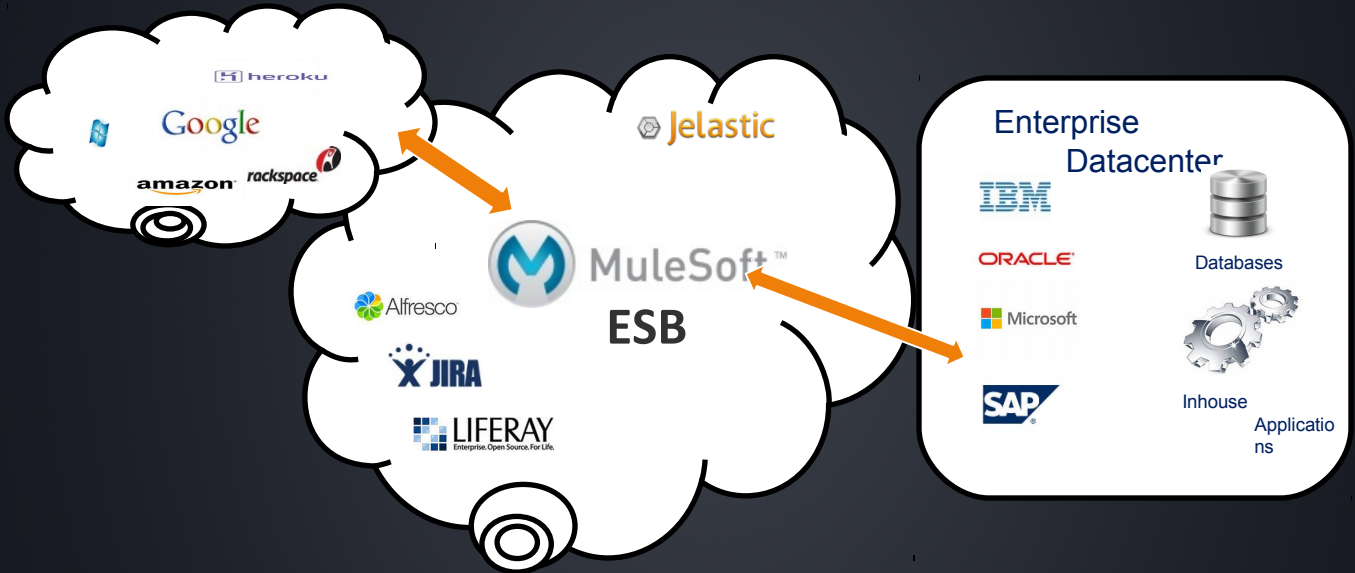 heroku
Google
amazon
rackspace
Jelastic
MuleSoft™
ESB
Alfresco
JIRA
LIFERAY
Enterprise. Open Source. For Life.
Enterprise
Datacenter
IBM
ORACLE
Databases
Microsoft
SAP
Inhouse
Applicatio
ns